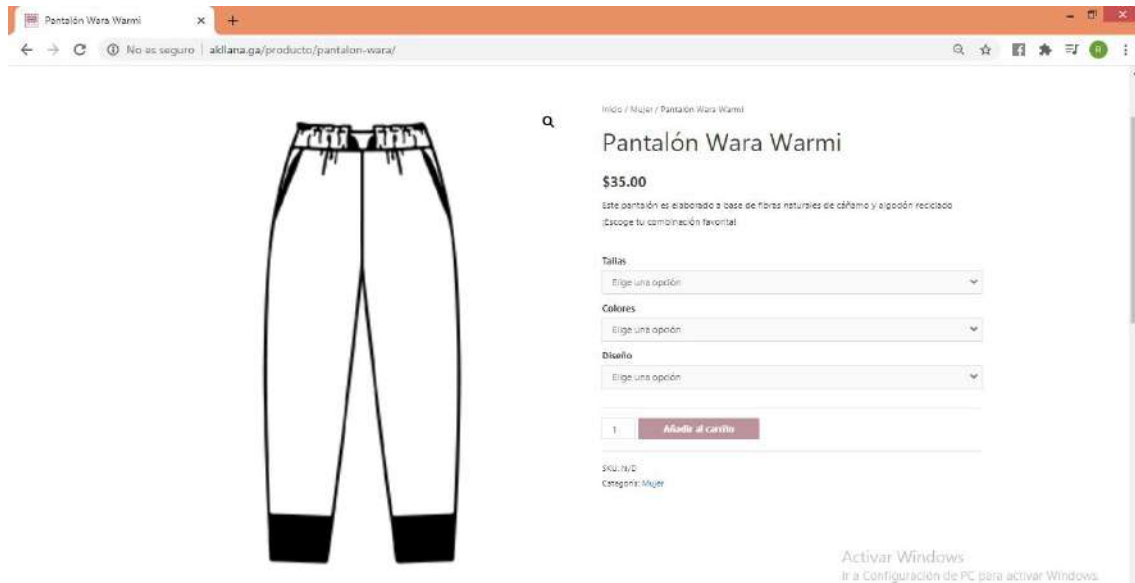 Pantalón Wara Warmi
No es seguro
akllana.ga/producto/pantalon-wara/
R
Inicio / Mujer / Pantalón Wara Warmi
Pantalón Wara Warmi
$35.00
Este pantalón es elaborado a base de fibras naturales de cáñamo y algodón reciclado
¡Escoge tu combinación favorita!
Tallas
Elige una opción
Colores
Elige una opción
Diseño
Elige una opción
1
Añadir al carrito
SKU: N/D
Categoría: Mujer
Activar Windows
Ir a Configuración de PC para activar Windows.